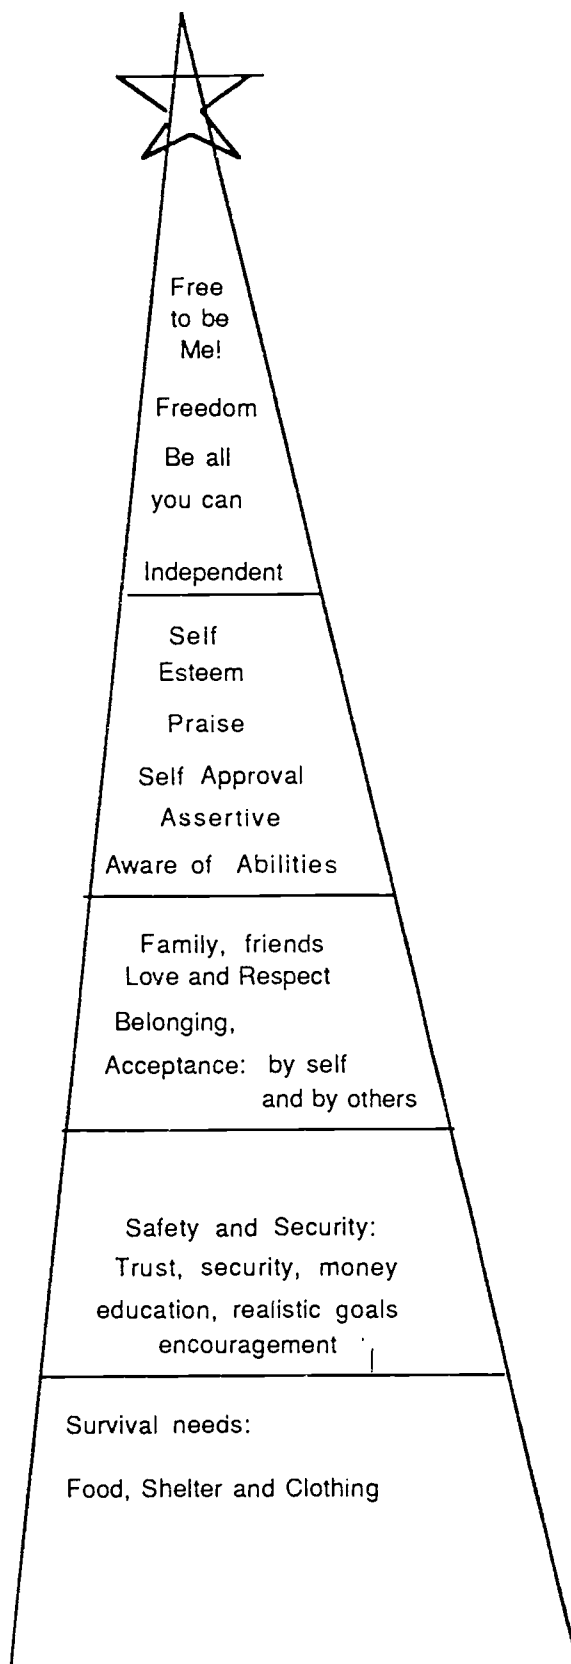 Free
to be
Me!
Freedom
Be all
you can
Independent
Self
Esteem
Praise
Self Approval
Assertive
Aware of Abilities
Family, friends
Love and Respect
Belonging,
Acceptance: by self
and by others
Safety and Security:
Trust, security, money
education, realistic goals
encouragement
Survival needs:
Food, Shelter and Clothing